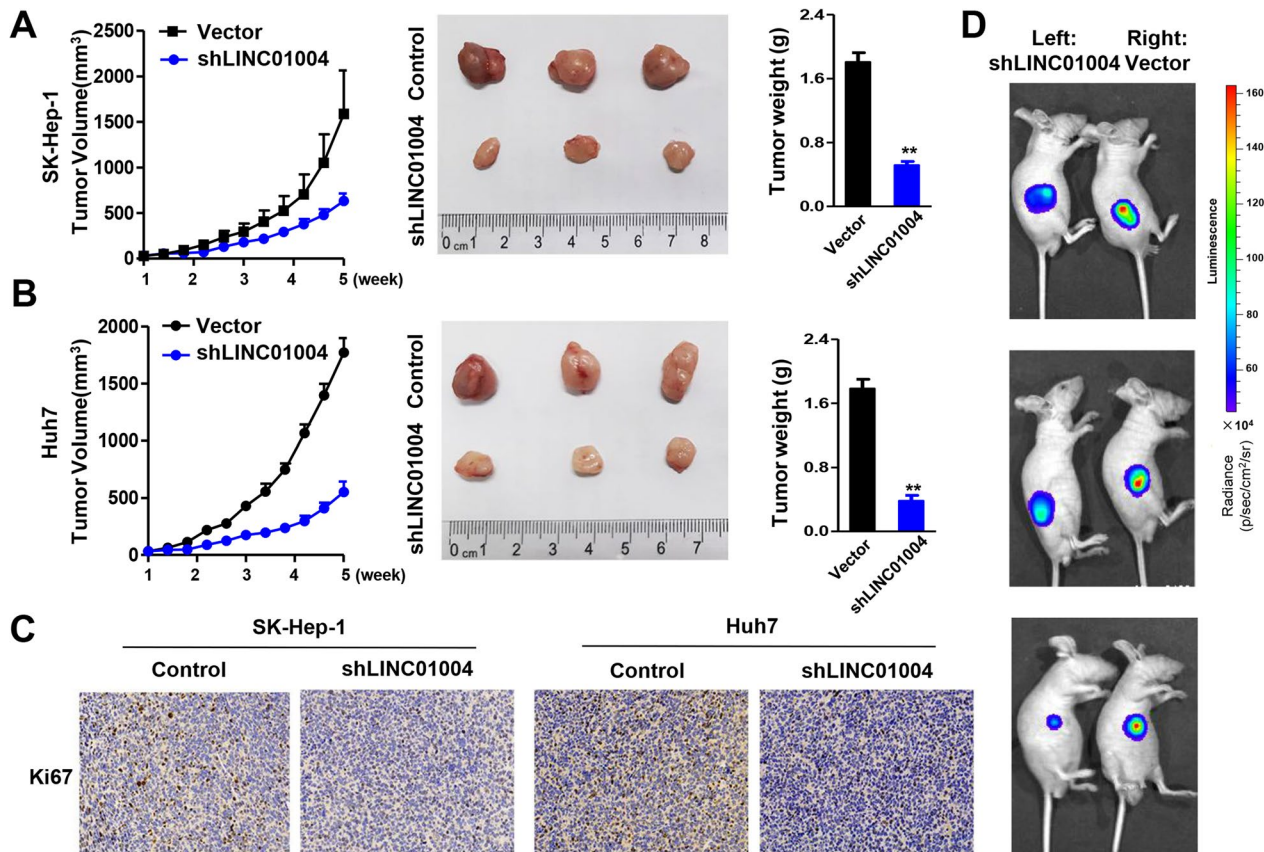 A
SK-Hep-1
Tumor Volume(mm³)
2500
2000
1500
1000
500
0
Vector
shLINC01004
1 2 3 4 5 (week)
shLINC01004 Control
0 cm 1 2 3 4 5 6 7 8
Tumor weight (g)
2.4
1.6
0.8
0.0
**
Vector
shLINC01004
B
Huh7
Tumor Volume(mm³)
2000
1500
1000
500
0
Vector
shLINC01004
1 2 3 4 5 (week)
shLINC01004 Control
0 cm 1 2 3 4 5 6 7
Tumor weight (g)
2.4
1.6
0.8
0.0
**
Vector
shLINC01004
C
SK-Hep-1 Huh7
Control shLINC01004 Control shLINC01004
Ki67
D
Left: Right:
shLINC01004 Vector
Luminescence
160
140
120
100
80
60
×10⁴
Radiance
(p/sec/cm²/sr)